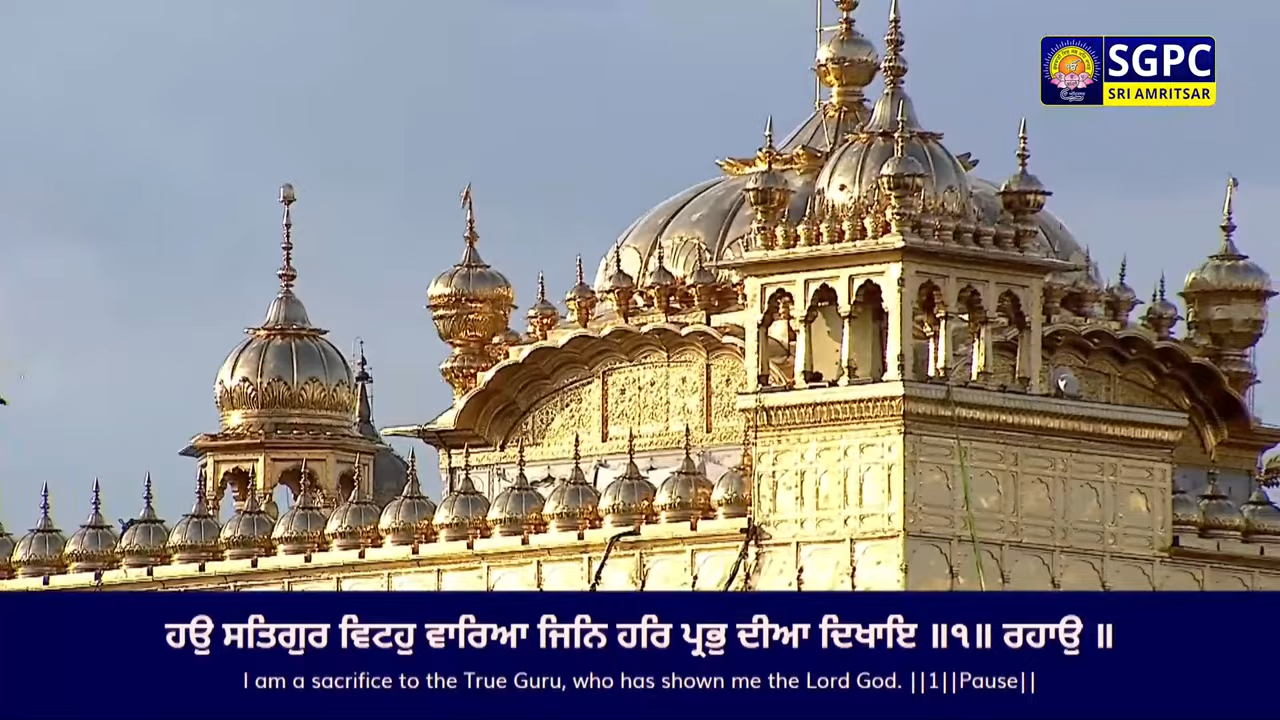 SGPC
SRI AMRITSAR
ਹਉ ਸਤਿਗੁਰ ਵਿਟਹੁ ਵਾਰਿਆ ਜਿਨਿ ਹਰਿ ਪ੍ਰਭੁ ਦੀਆ ਦਿਖਾਇ ॥੧॥ ਰਹਾਉ ॥
I am a sacrifice to the True Guru, who has shown me the Lord God. ||1||Pause||